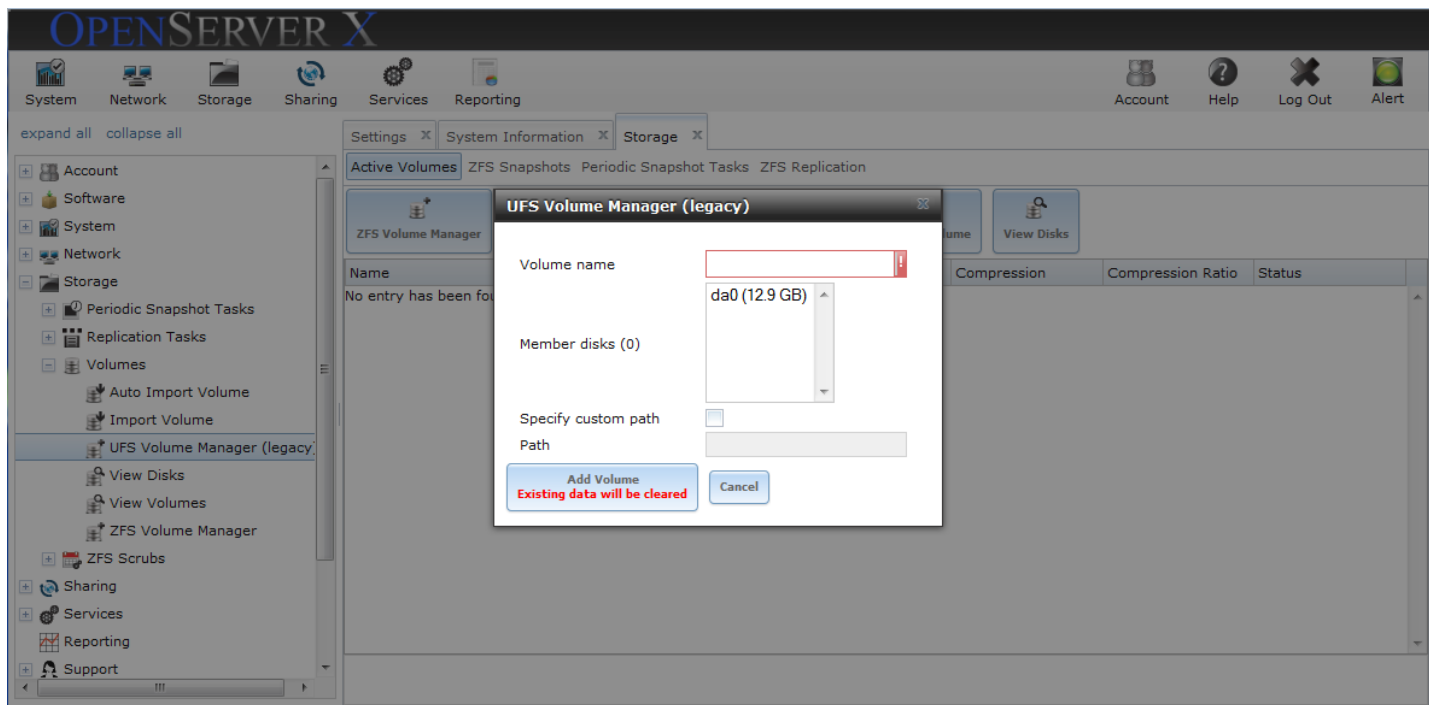 OPENSERVER X
System Network Storage Sharing Services Reporting Account Help Log Out Alert
expand all collapse all
Settings X System Information X Storage X
Active Volumes ZFS Snapshots Periodic Snapshot Tasks ZFS Replication
Account
Software
System
Network
Storage
Periodic Snapshot Tasks
Replication Tasks
Volumes
Auto Import Volume
Import Volume
UFS Volume Manager (legacy)
View Disks
View Volumes
ZFS Volume Manager
ZFS Scrubs
Sharing
Services
Reporting
Support
ZFS Volume Manager
View Disks
Name Compression Compression Ratio Status
No entry has been
UFS Volume Manager (legacy)
Volume name !
da0 (12.9 GB)
Member disks (0)
Specify custom path
Path
Add Volume
Existing data will be cleared
Cancel